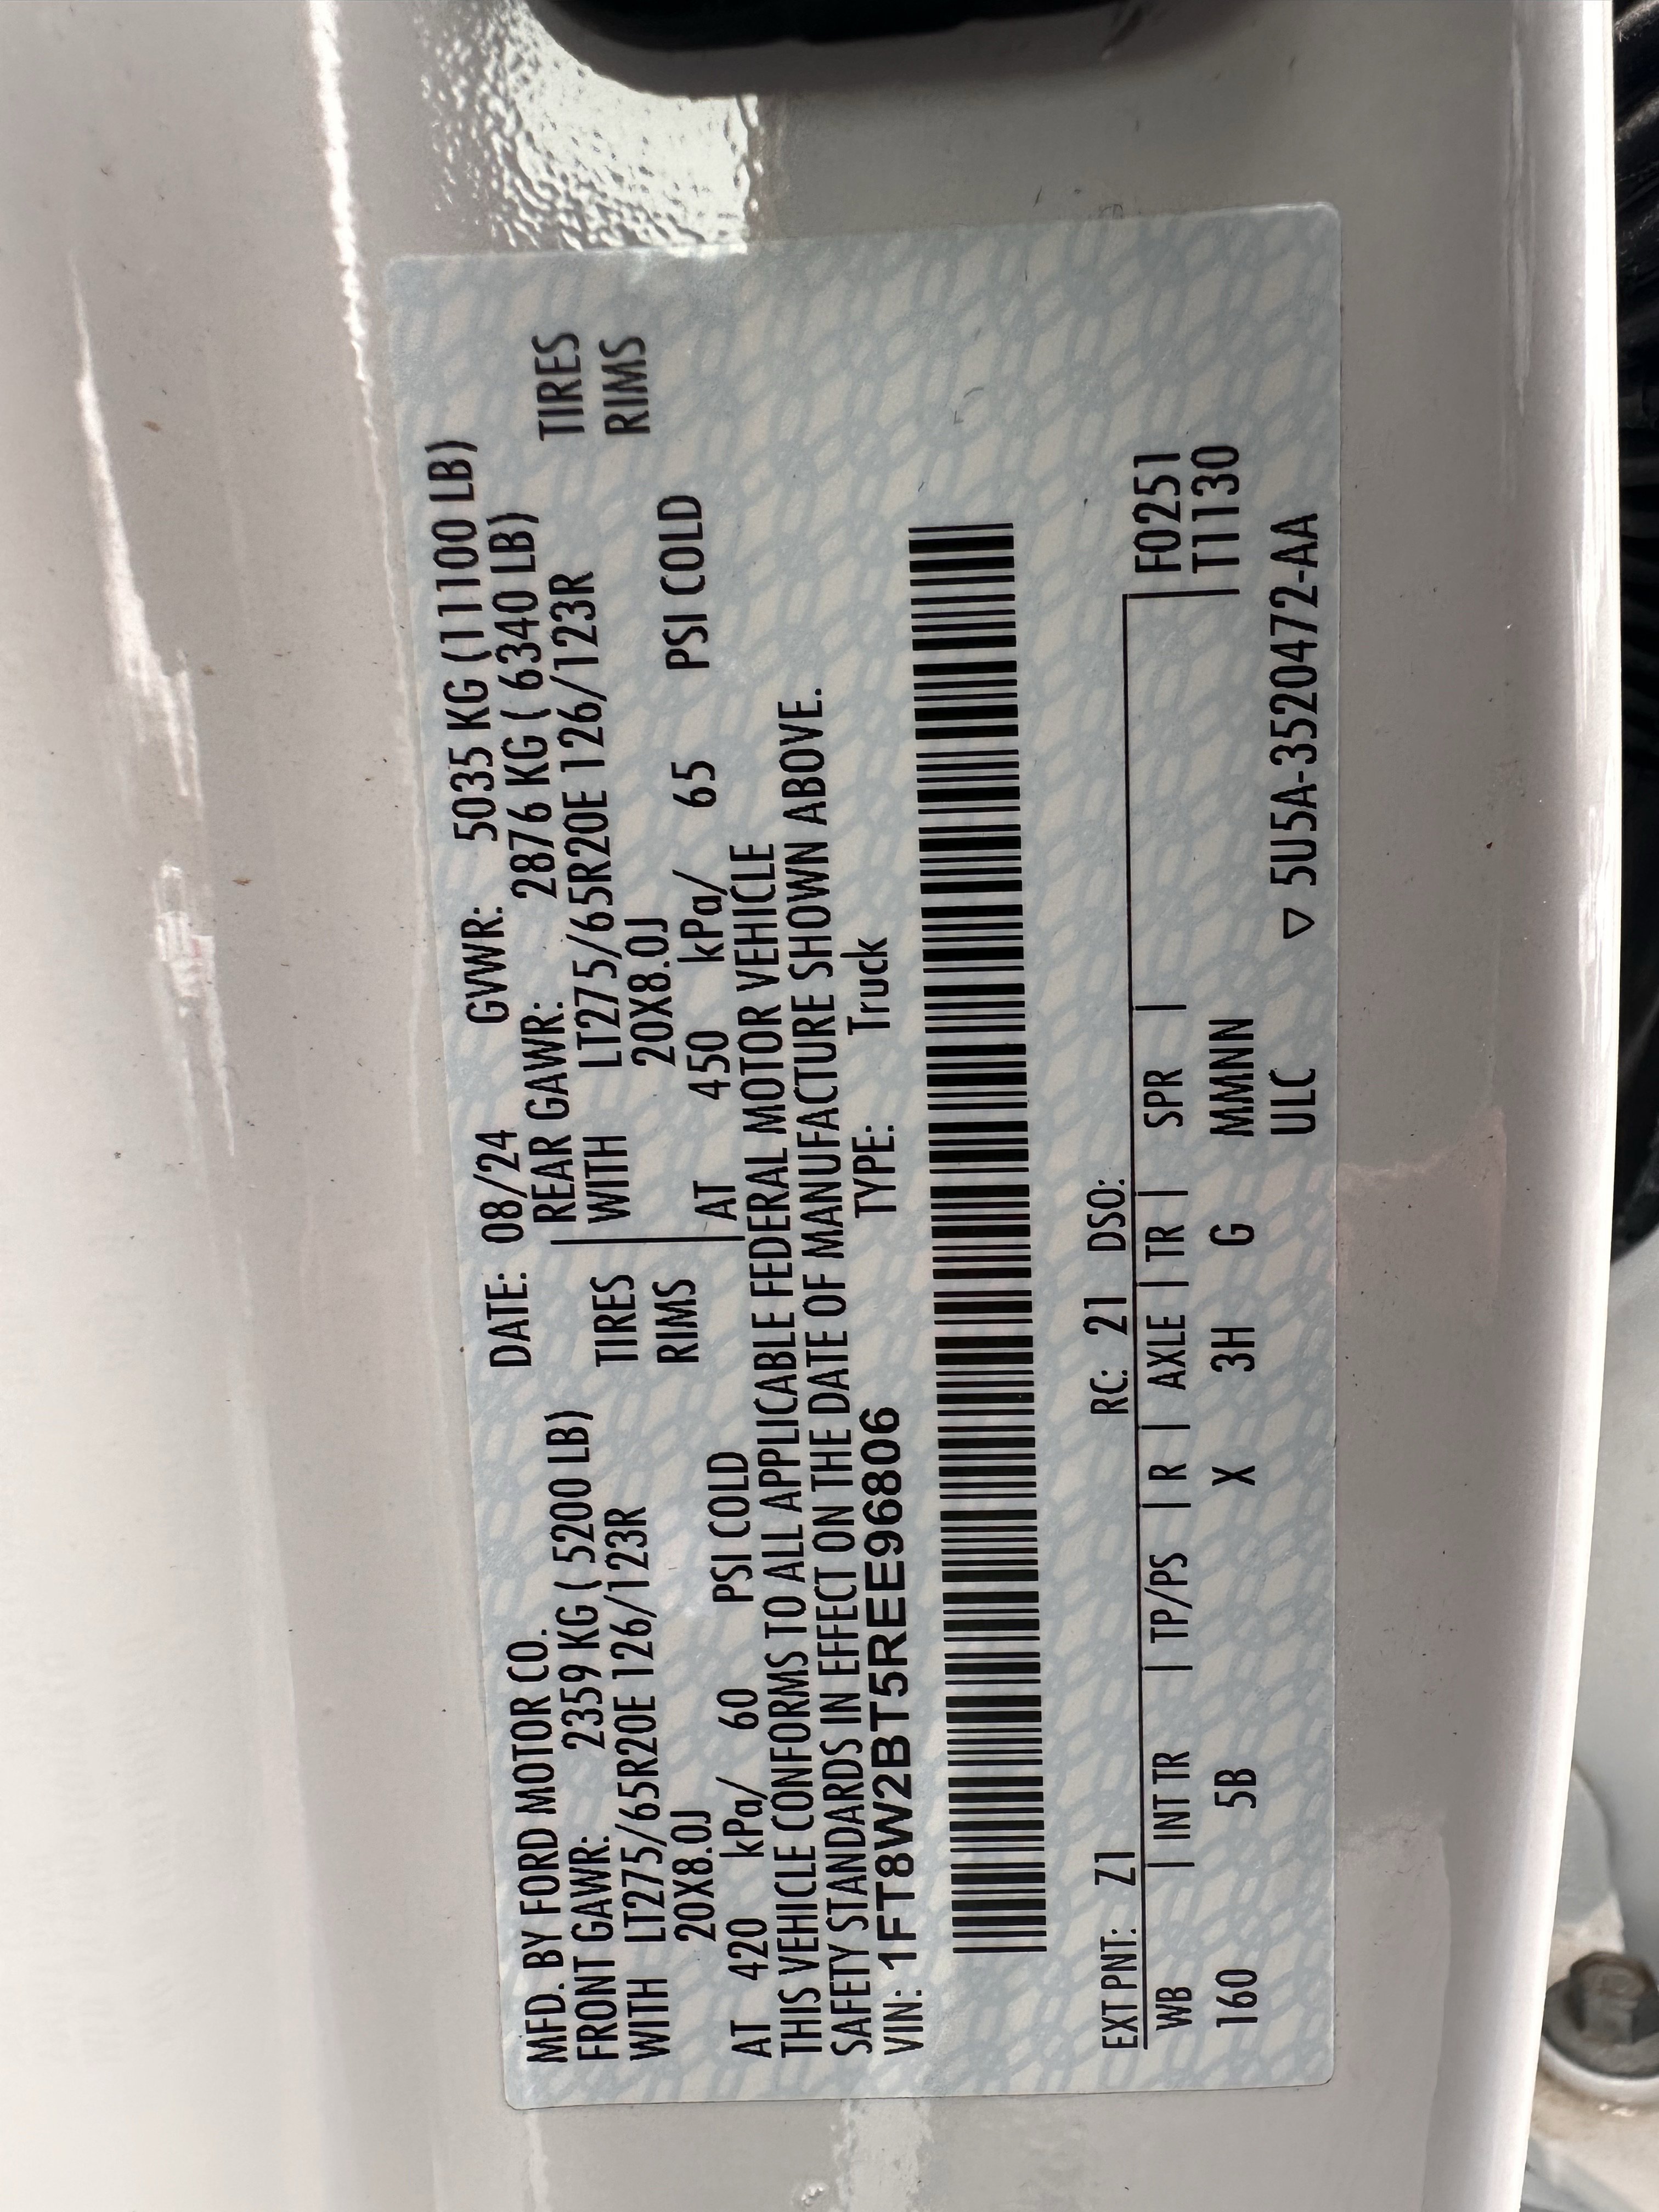 MFD. BY FORD MOTOR CO. DATE: 08/24 GVWR: 5035 KG (11100 LB)
FRONT GAWR: 2359 KG ( 5200 LB) REAR GAWR: 2876 KG ( 6340 LB)
WITH LT275/65R20E 126/123R TIRES WITH LT275/65R20E 126/123R TIRES
20X8.0J RIMS 20X8.0J RIMS
AT 420 kPa/ 60 PSI COLD AT 450 kPa/ 65 PSI COLD
THIS VEHICLE CONFORMS TO ALL APPLICABLE FEDERAL MOTOR VEHICLE
SAFETY STANDARDS IN EFFECT ON THE DATE OF MANUFACTURE SHOWN ABOVE.
VIN: 1FT8W2BT5REE96806 TYPE: Truck
EXT PNT: Z1 RC: 21 DSO:
WB | INT TR | TP/PS | R | AXLE | TR | SPR | F0251
160 5B X 3H G MMNN T1130
ULC ▽ 5U5A-3520472-AA